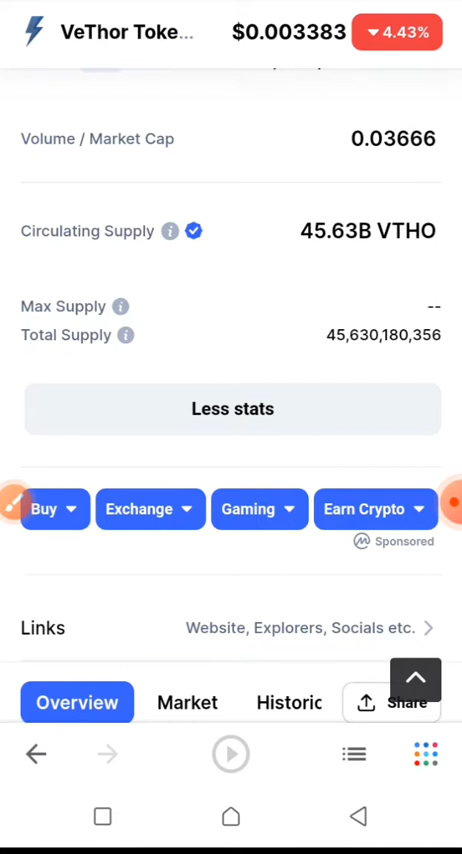 VeThor Toke... $0.003383 4.43%
Volume / Market Cap 0.03666
Circulating Supply 45.63B VTHO
Max Supply --
Total Supply 45,630,180,356
Less stats
Buy Exchange Gaming Earn Crypto
Sponsored
Links Website, Explorers, Socials etc.
Overview Market Historic Share